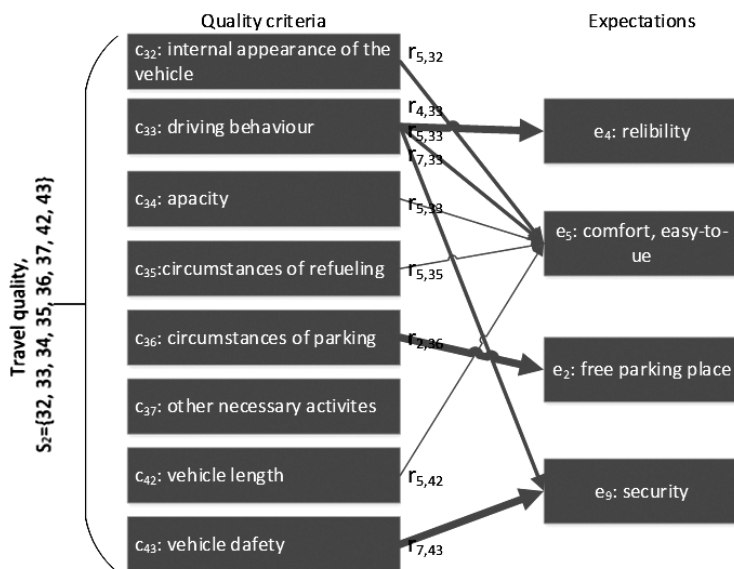 Quality criteria
Expectations
Travel quality,
S₂={32, 33, 34, 35, 36, 37, 42, 43}
c₃₂: internal appearance of the
vehicle
c₃₃: driving behaviour
c₃₄: apacity
c₃₅:circumstances of refueling
c₃₆: circumstances of parking
c₃₇: other necessary activites
c₄₂: vehicle length
c₄₃: vehicle dafety
r₅,₃₂
r₄,₃₃
r₅,₃₃
r₇,₃₃
r₅,₃₃
r₅,₃₅
r₂,₃₆
r₅,₄₂
r₇,₄₃
e₄: relibility
e₅: comfort, easy-to-
ue
e₂: free parking place
e₉: security